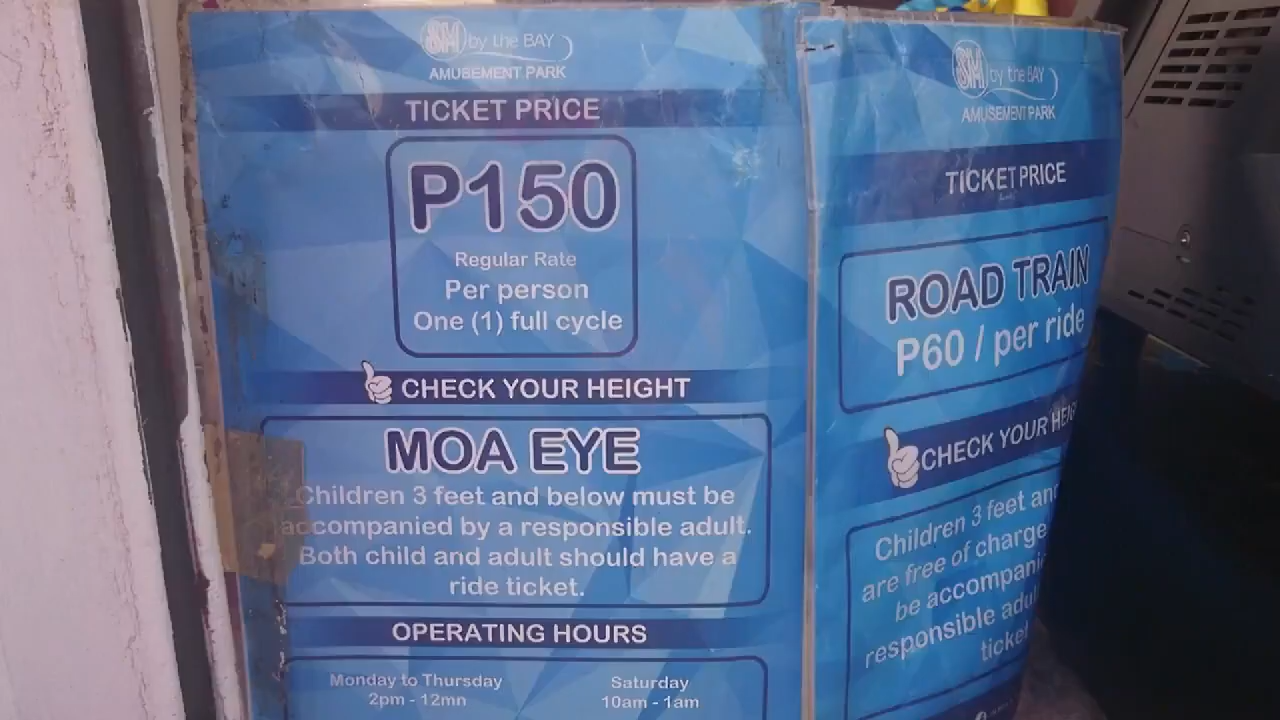 SM by the BAY
AMUSEMENT PARK
TICKET PRICE
P150
Regular Rate
Per person
One (1) full cycle
CHECK YOUR HEIGHT
MOA EYE
Children 3 feet and below must be
accompanied by a responsible adult.
Both child and adult should have a
ride ticket.
OPERATING HOURS
Monday to Thursday
2pm - 12mn
Saturday
10am - 1am
SM by the BAY
AMUSEMENT PARK
TICKET PRICE
ROAD TRAIN
P60 / per ride
CHECK YOUR
Children 3 feet and
are free of charge
be
responsible
ticket